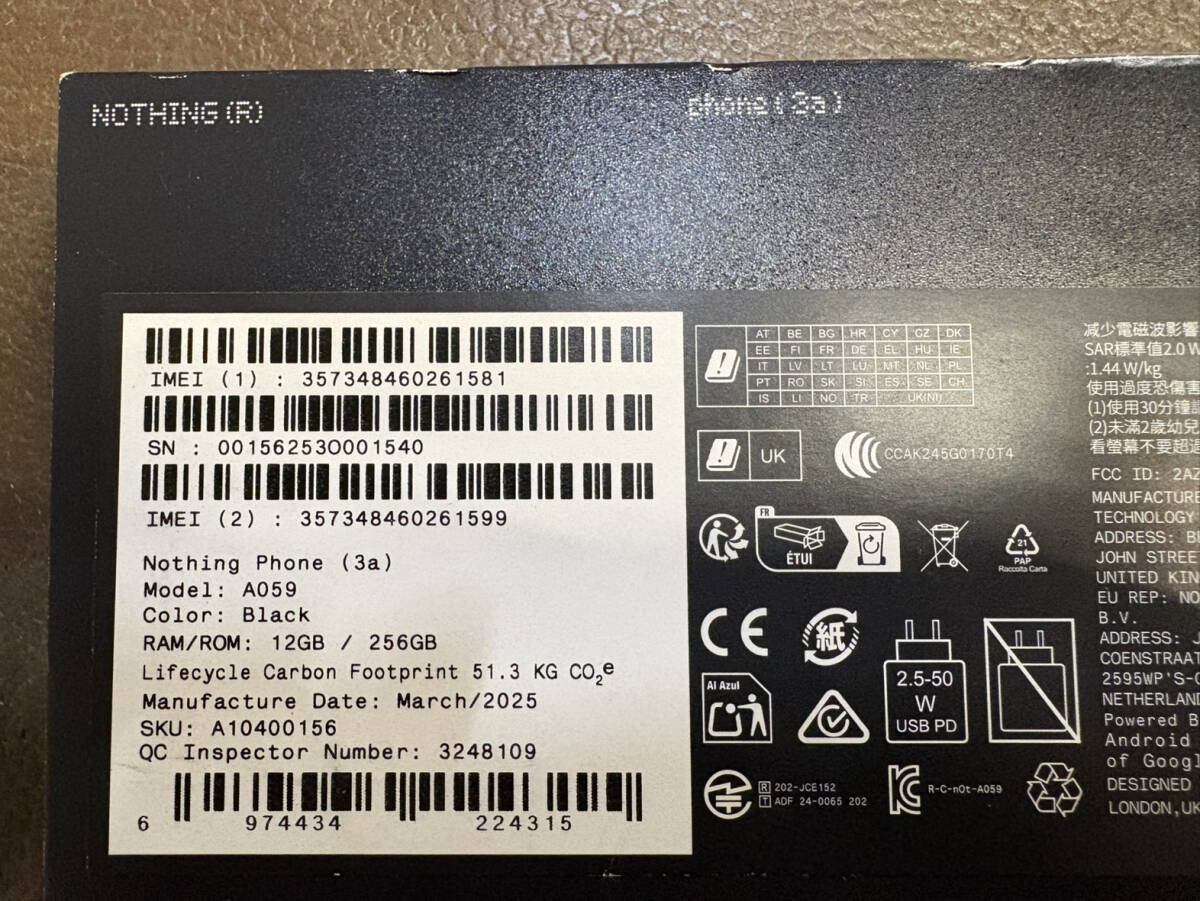 NOTHING(R)
phone(3a)
IMEI (1) : 357348460261581
SN : 001562530001540
IMEI (2) : 357348460261599
Nothing Phone (3a)
Model: A059
Color: Black
RAM/ROM: 12GB / 256GB
Lifecycle Carbon Footprint 51.3 KG CO₂e
Manufacture Date: March/2025
SKU: A10400156
QC Inspector Number: 3248109
6 974434 224315
AT BE BG HR CY CZ DK
EE FI FR DE EL HU IE
IT LV LT LU MT NL PL
PT RO SK SI ES SE CH
IS LI NO TR UK(NI)
UK
CCAK245G0170T4
FR
ÉTUI
21
PAP
Raccolta Carta
CE
紙
2.5-50
W
USB PD
Al Azul
R 202-JCE152
T ADF 24-0065 202
R-C-nOt-A059
減少電磁波影響
SAR標準值2.0 W
:1.44 W/kg
使用過度恐傷害
(1)使用30分鐘
(2)未滿2歲幼兒
看螢幕不要超過
FCC ID: 2AZ
MANUFACTURE
TECHNOLOGY
ADDRESS:
JOHN STREE
UNITED KIN
EU REP: NO
B.V.
ADDRESS:
COENSTRAAT
2595WP'S-G
NETHERLAND
Powered B
Android
of Googl
DESIGNED
LONDON,UK